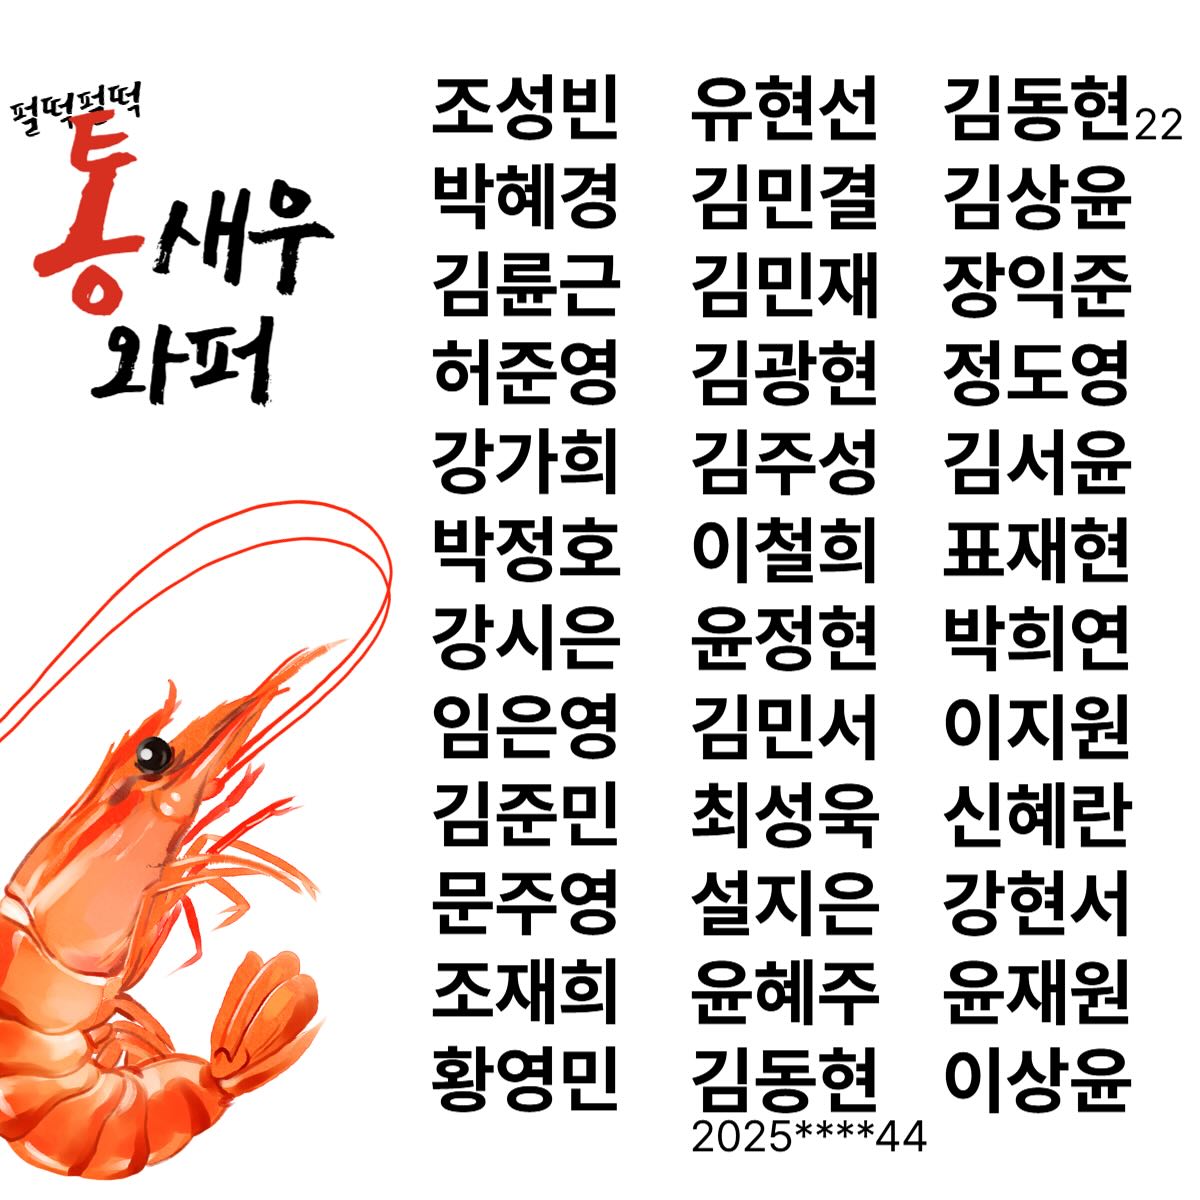 펄떡펄떡
통새우
와퍼
조성빈 유현선 김동현22
박혜경 김민결 김상윤
김륜근 김민재 장익준
허준영 김광현 정도영
강가희 김주성 김서윤
박정호 이철희 표재현
강시은 윤정현 박희연
임은영 김민서 이지원
김준민 최성욱 신혜란
문주영 설지은 강현서
조재희 윤혜주 윤재원
황영민 김동현 이상윤
2025****44